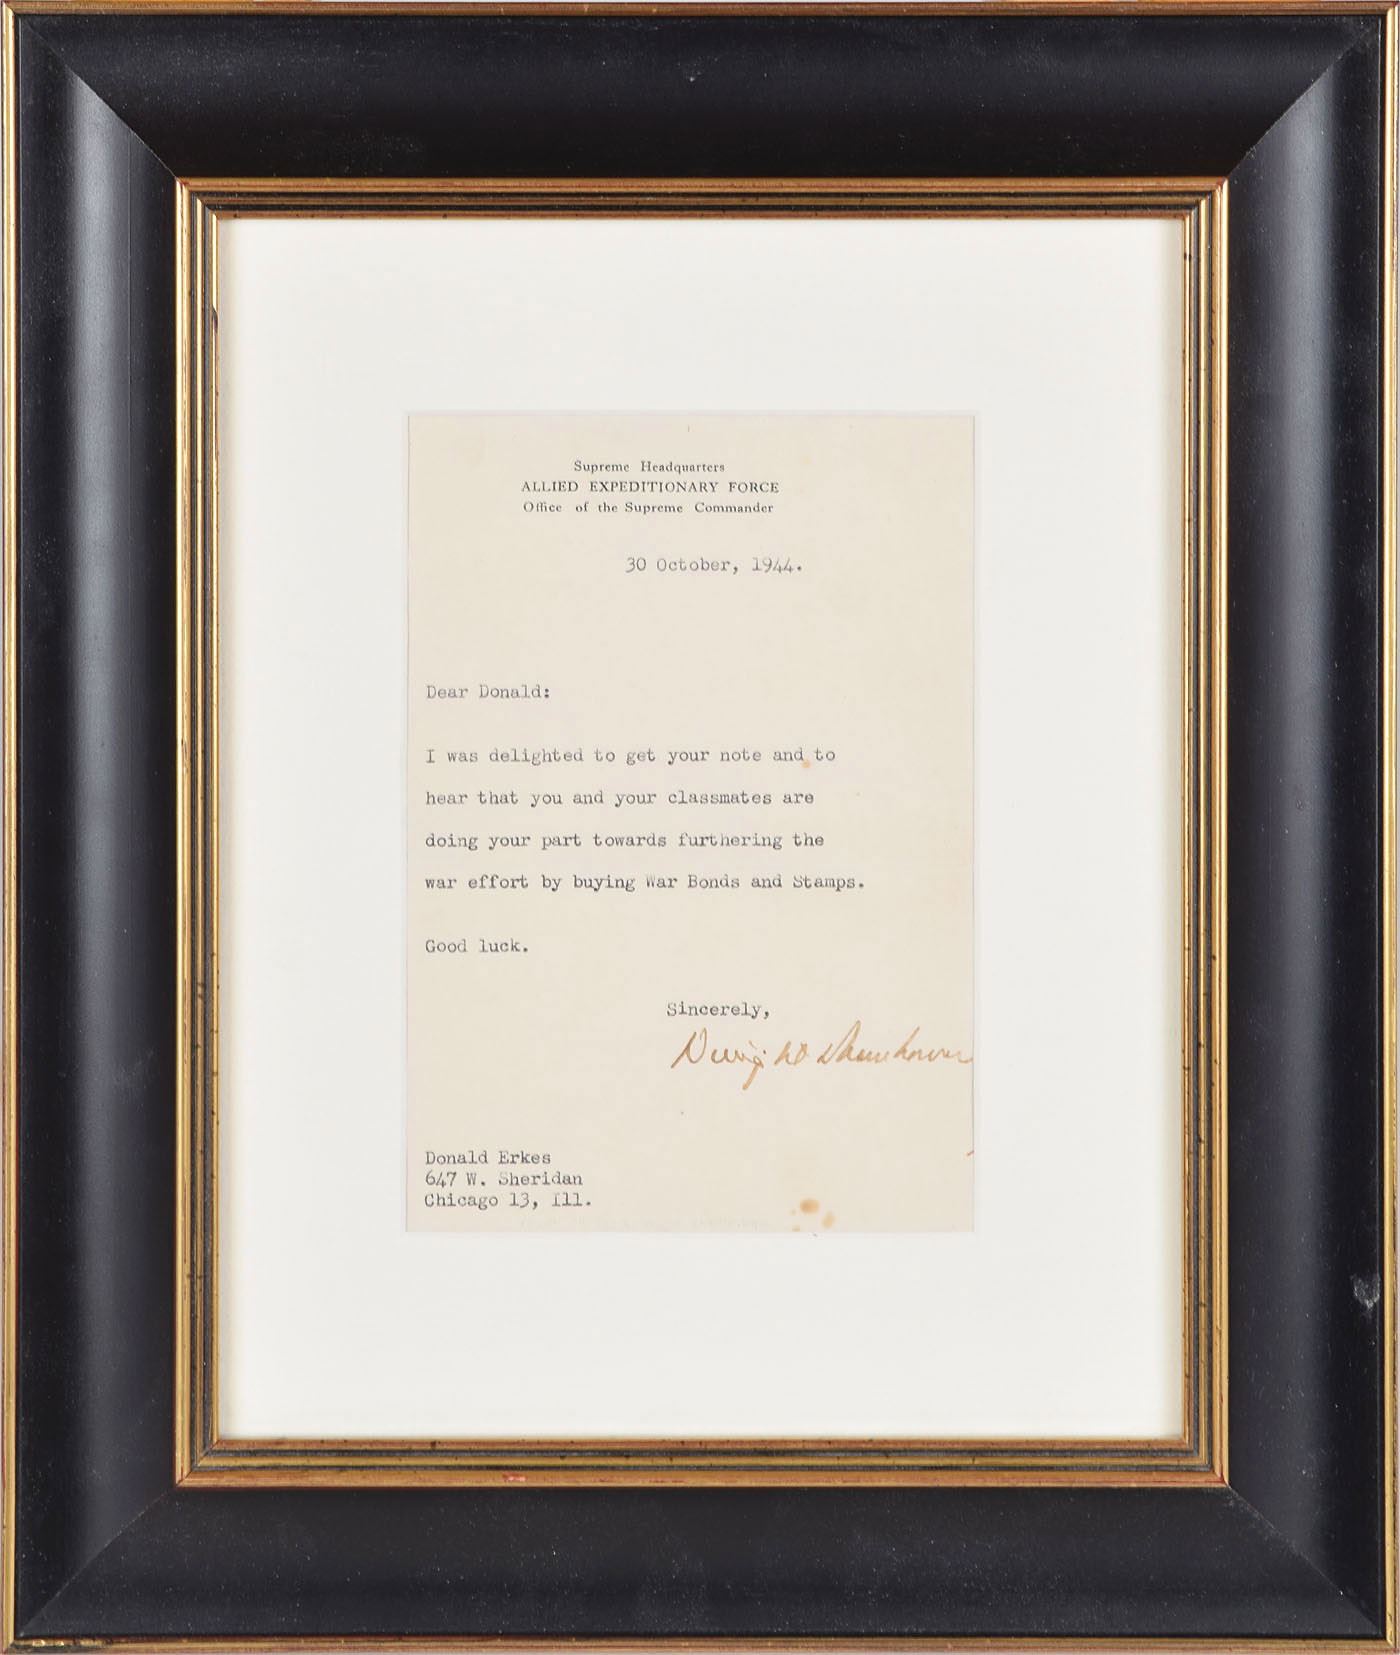 Supreme Headquarters
ALLIED EXPEDITIONARY FORCE
Office of the Supreme Commander
30 October, 1944.
Dear Donald:
I was delighted to get your note and to
hear that you and your classmates are
doing your part towards furthering the
war effort by buying War Bonds and Stamps.
Good luck.
Sincerely,
Dwight D Eisenhower
Donald Erkes
647 W. Sheridan
Chicago 13, Ill.